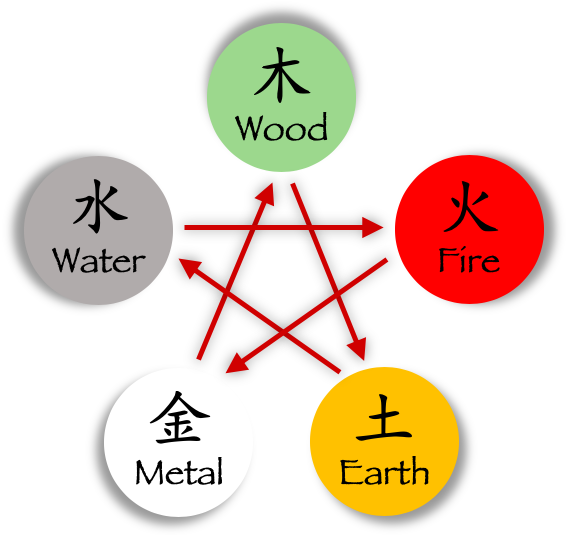 木
Wood
水
Water
火
Fire
金
Metal
土
Earth